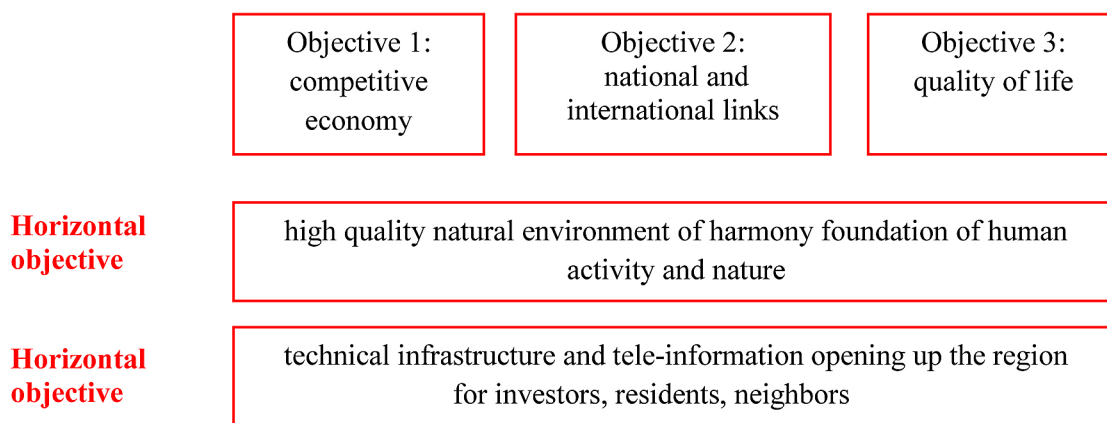 Objective 1:
competitive
economy
Objective 2:
national and
international links
Objective 3:
quality of life
Horizontal
objective
high quality natural environment of harmony foundation of human
activity and nature
Horizontal
objective
technical infrastructure and tele-information opening up the region
for investors, residents, neighbors